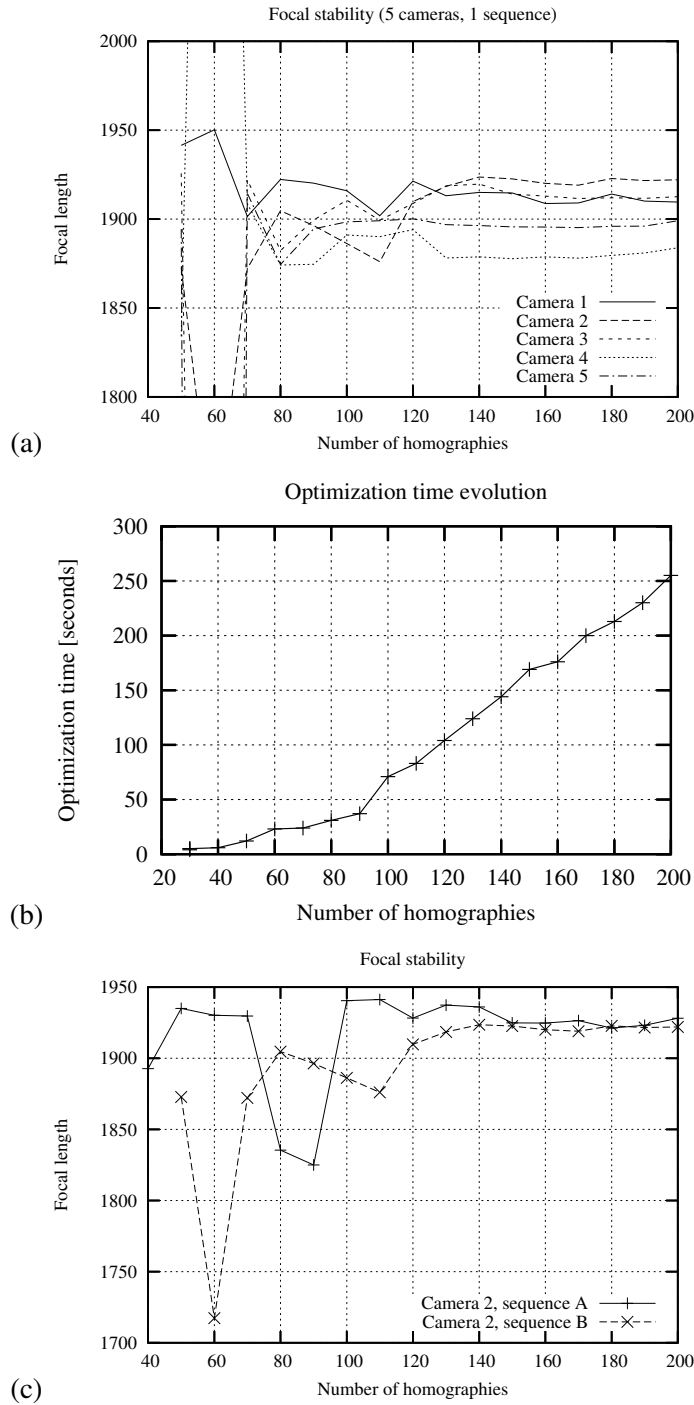 Focal stability (5 cameras, 1 sequence)
2000
1950
1900
1850
1800
Focal length
Camera 1
Camera 2
Camera 3
Camera 4
Camera 5
40 60 80 100 120 140 160 180 200
Number of homographies
(a)
Optimization time evolution
300
250
200
150
100
50
0
Optimization time [seconds]
20 40 60 80 100 120 140 160 180 200
Number of homographies
(b)
Focal stability
1950
1900
1850
1800
1750
1700
Focal length
Camera 2, sequence A
Camera 2, sequence B
40 60 80 100 120 140 160 180 200
Number of homographies
(c)